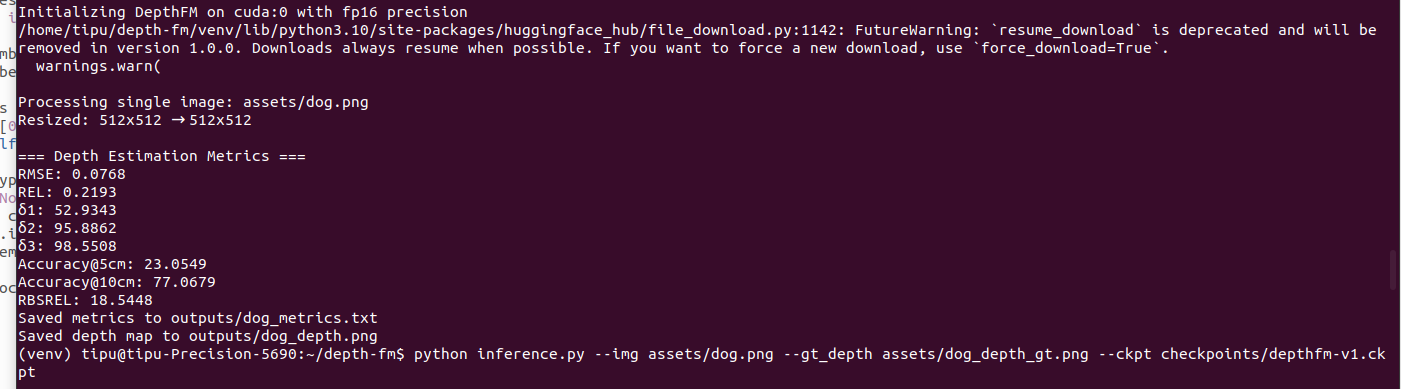 Initializing DepthFM on cuda:0 with fp16 precision
/home/tipu/depth-fm/venv/lib/python3.10/site-packages/huggingface_hub/file_download.py:1142: FutureWarning: `resume_download` is deprecated and will be
removed in version 1.0.0. Downloads always resume when possible. If you want to force a new download, use `force_download=True`.
  warnings.warn(
Processing single image: assets/dog.png
Resized: 512x512 → 512x512
=== Depth Estimation Metrics ===
RMSE: 0.0768
REL: 0.2193
δ1: 52.9343
δ2: 95.8862
δ3: 98.5508
Accuracy@5cm: 23.0549
Accuracy@10cm: 77.0679
RBSREL: 18.5448
Saved metrics to outputs/dog_metrics.txt
Saved depth map to outputs/dog_depth.png
(venv) tipu@tipu-Precision-5690:~/depth-fm$ python inference.py --img assets/dog.png --gt_depth assets/dog_depth_gt.png --ckpt checkpoints/depthfm-v1.ck
pt